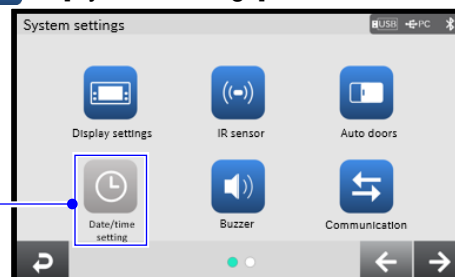 System settings
USB
PC
Display settings
IR sensor
Auto doors
Date/time
setting
Buzzer
Communication